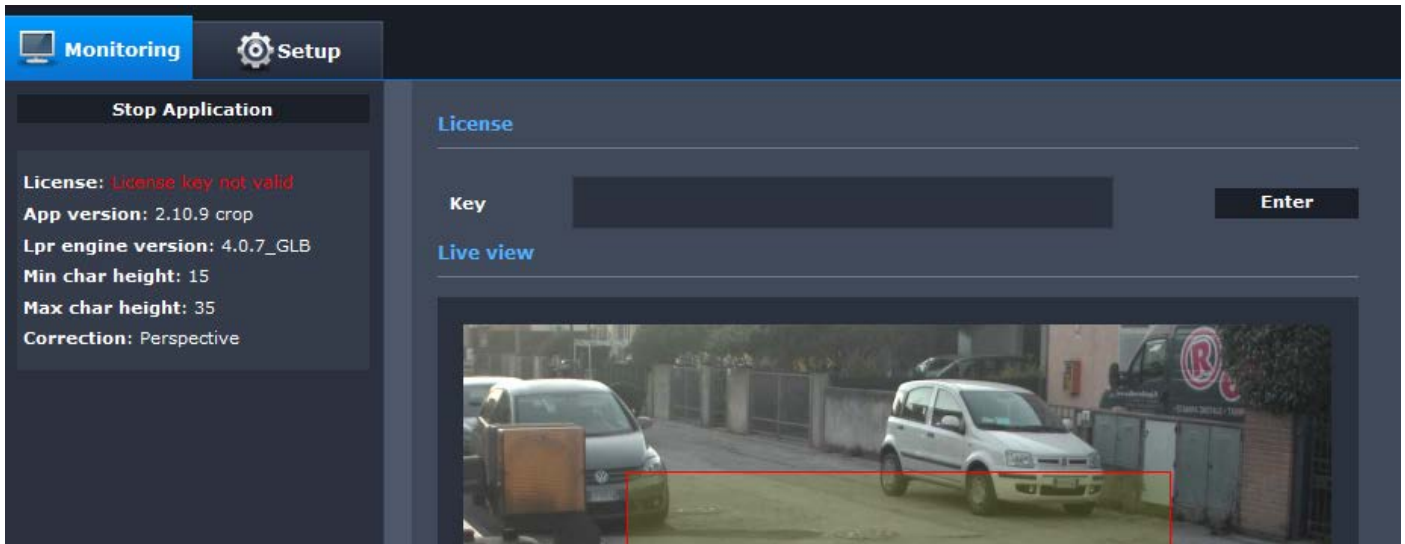 Monitoring
Setup
Stop Application
License: License key not valid
App version: 2.10.9 crop
Lpr engine version: 4.0.7_GLB
Min char height: 15
Max char height: 35
Correction: Perspective
License
Key
Enter
Live view
R